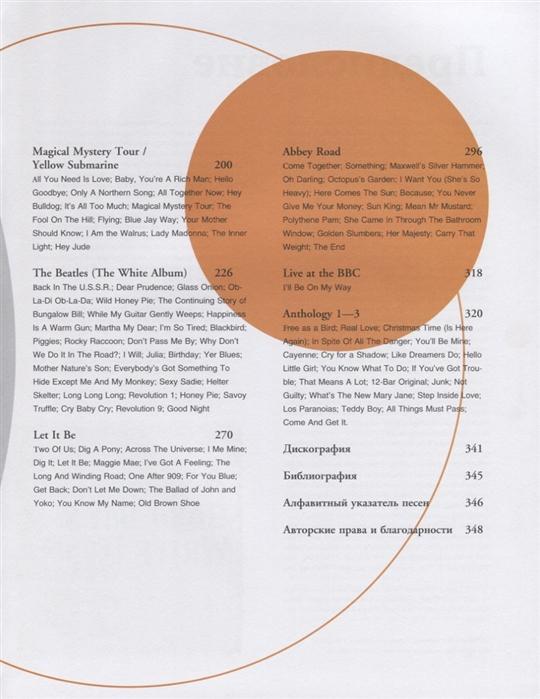 Magical Mystery Tour /
Yellow Submarine 200
All You Need Is Love; Baby, You're A Rich Man; Hello
Goodbye; Only A Northern Song; All Together Now; Hey
Bulldog; It's All Too Much; Magical Mystery Tour; The
Fool On The Hill; Flying; Blue Jay Way; Your Mother
Should Know; I Am the Walrus; Lady Madonna; The Inner
Light; Hey Jude
The Beatles (The White Album) 226
Back In The U.S.S.R.; Dear Prudence; Glass Onion; Ob-
La-Di Ob-La-Da; Wild Honey Pie; The Continuing Story of
Bungalow Bill; While My Guitar Gently Weeps; Happiness
Is A Warm Gun; Martha My Dear; I'm So Tired; Blackbird;
Piggies; Rocky Raccoon; Don't Pass Me By; Why Don't
We Do It In The Road?; I Will; Julia; Birthday; Yer Blues;
Mother Nature's Son; Everybody's Got Something To
Hide Except Me And My Monkey; Sexy Sadie; Helter
Skelter; Long Long Long; Revolution 1; Honey Pie; Savoy
Truffle; Cry Baby Cry; Revolution 9; Good Night
Let It Be 270
Two Of Us; Dig A Pony; Across The Universe; I Me Mine;
Dig It; Let It Be; Maggie Mae; I've Got A Feeling; The
Long And Winding Road; One After 909; For You Blue;
Get Back; Don't Let Me Down; The Ballad of John and
Yoko; You Know My Name; Old Brown Shoe
Abbey Road 296
Come Together; Something; Maxwell's Silver Hammer;
Oh Darling; Octopus's Garden; I Want You (She's So
Heavy); Here Comes The Sun; Because; You Never
Give Me Your Money; Sun King; Mean Mr Mustard;
Polythene Pam; She Came in Through The Bathroom
Window; Golden Slumbers; Her Majesty; Carry That
Weight; The End
Live at the BBC 318
I'll Be On My Way
Anthology 1—3 320
Free as a Bird; Real Love; Christmas Time (Is Here
Again); In Spite Of All The Danger; You'll Be Mine;
Cayenne; Cry for a Shadow; Like Dreamers Do; Hello
Little Girl; You Know What To Do; If You've Got Trou-
ble; That Means A Lot; 12-Bar Original; Junk; Not
Guilty; What's The New Mary Jane; Step Inside Love;
Los Paranoias; Teddy Boy; All Things Must Pass;
Come And Get It.
Дискография 341
Библиография 345
Алфавитный указатель песен 346
Авторские права и благодарности 348